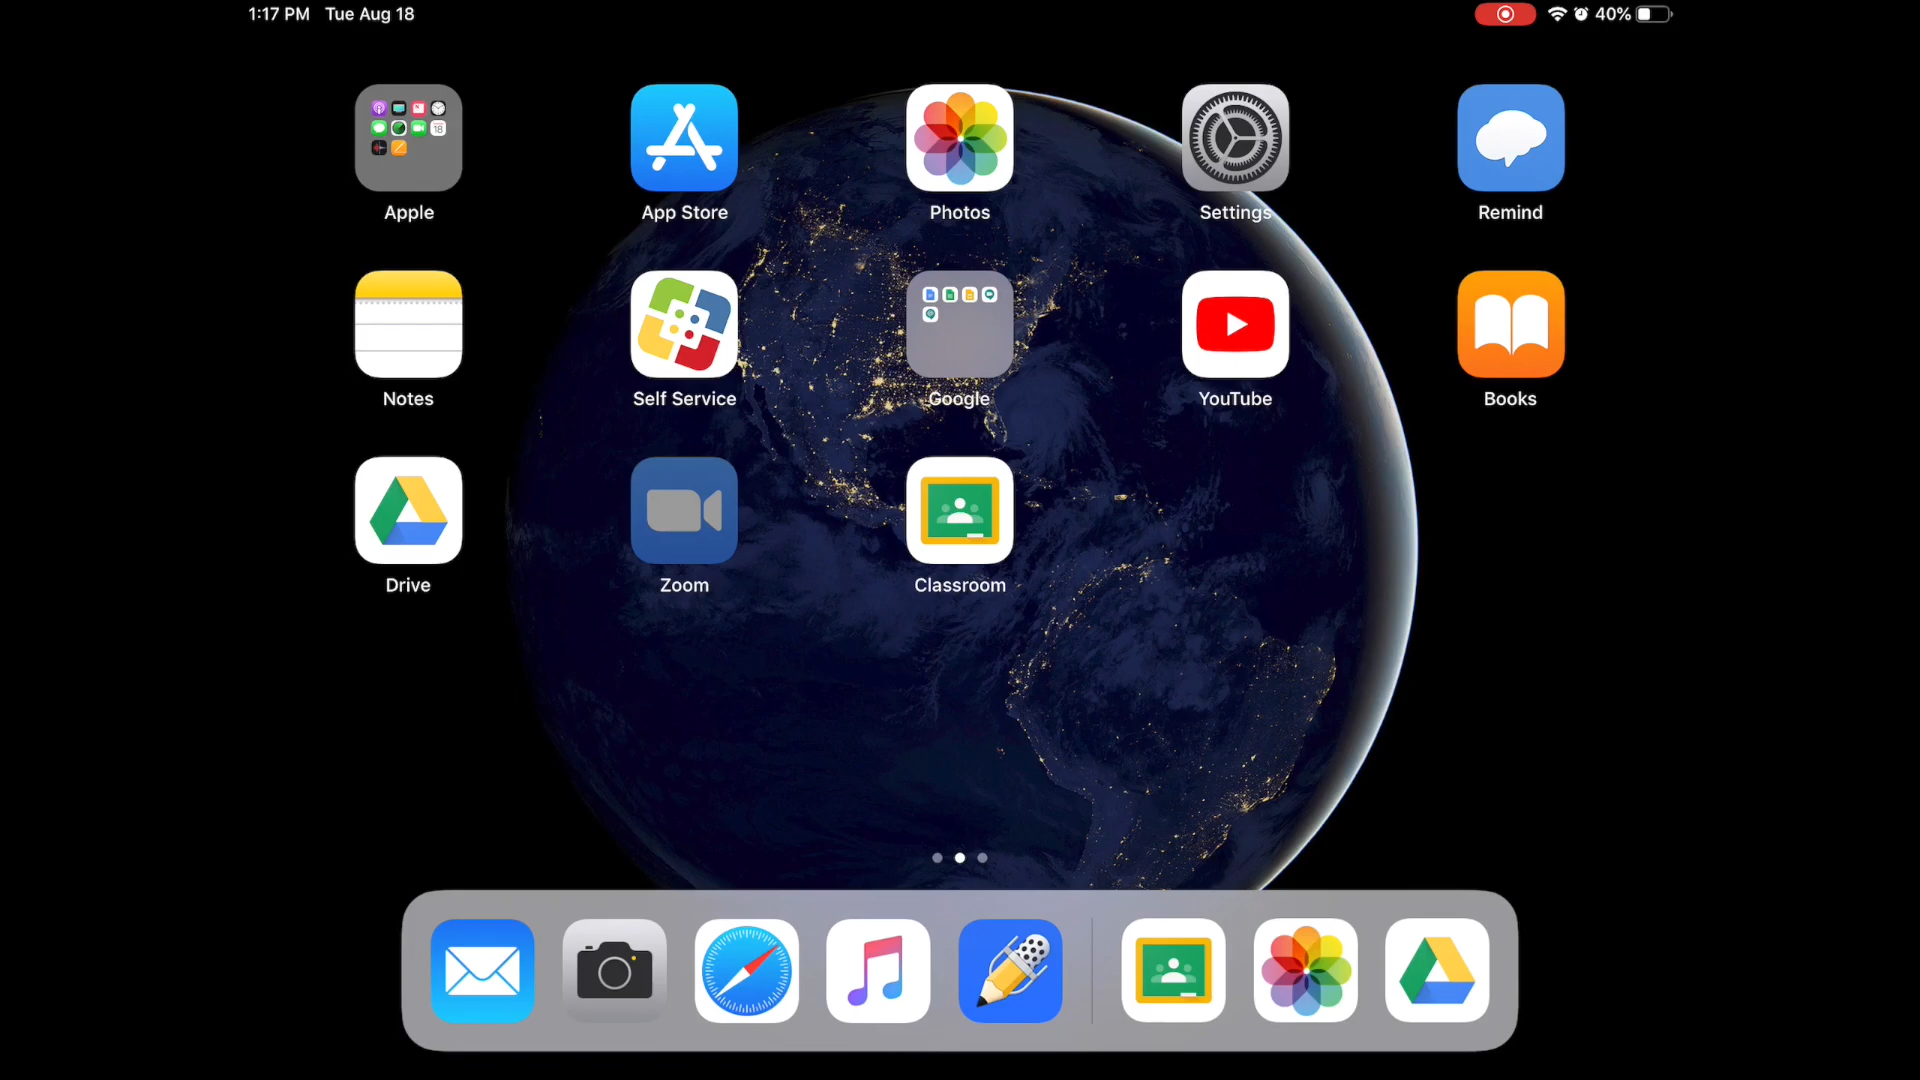 1:17 PM Tue Aug 18
40%
Apple
App Store
Photos
Settings
Remind
Notes
Self Service
Google
YouTube
Books
Drive
Zoom
Classroom
18